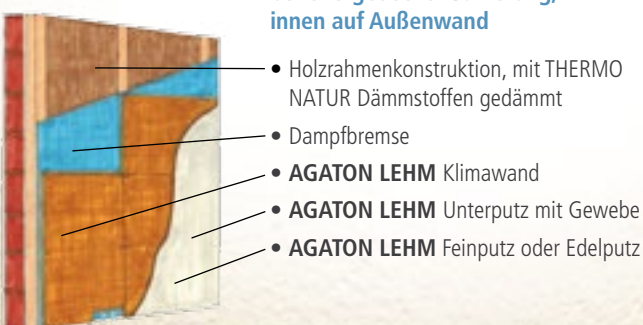 innen auf Außenwand
• Holzrahmenkonstruktion, mit THERMO
NATUR Dämmstoffen gedämmt
• Dampfbremse
• AGATON LEHM Klimawand
• AGATON LEHM Unterputz mit Gewebe
• AGATON LEHM Feinputz oder Edelputz